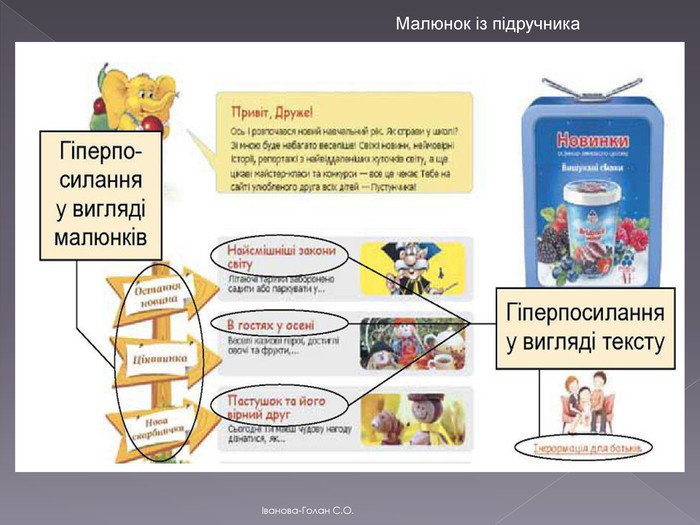 Малюнок із підручника
Гіперпо-
силання
у вигляді
малюнків
Привіт, Друже!
Ось і розпочався новий навчальний рік. Як справи у школі?
Зі мною буде набагато веселіше! Свіжі новини, неймовірні
історії, репортажі з найвіддаленіших куточків світу, а ще
цікаві майстер-класи та конкурси — все це чекає Тебе на
сайті улюбленого друга всіх дітей — Пустунчика!
Новинки
Вишукані смаки
Найсмішніші закони
світу
Літаючі тарілки заборонено
садити або паркувати у...
Остання
новина
В гостях у осені
Веселі казкові герої, достиглі
овочі та фрукти,...
Цікавинка
Пастушок та його
вірний друг
Сьогодні ти маєш чудову нагоду
дізнатися, як...
Нова
скарбничка
Гіперпосилання
у вигляді тексту
Інформація для батьків
Іванова-Голан С.О.